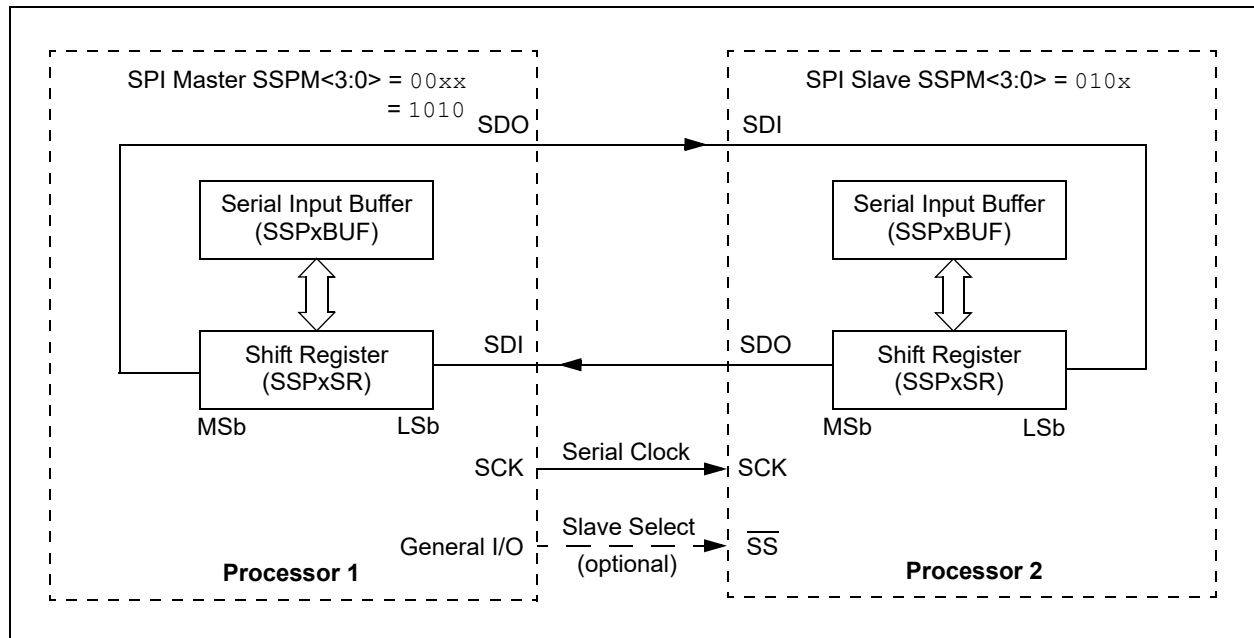 SPI Master SSPM<3:0> = 00xx
= 1010
SDO
Serial Input Buffer
(SSPxBUF)
Shift Register
(SSPxSR)
MSb
LSb
SDI
SCK
General I/O
Processor 1
Serial Clock
Slave Select
(optional)
SPI Slave SSPM<3:0> = 010x
SDI
Serial Input Buffer
(SSPxBUF)
SDO
Shift Register
(SSPxSR)
MSb
LSb
SCK
SS
Processor 2